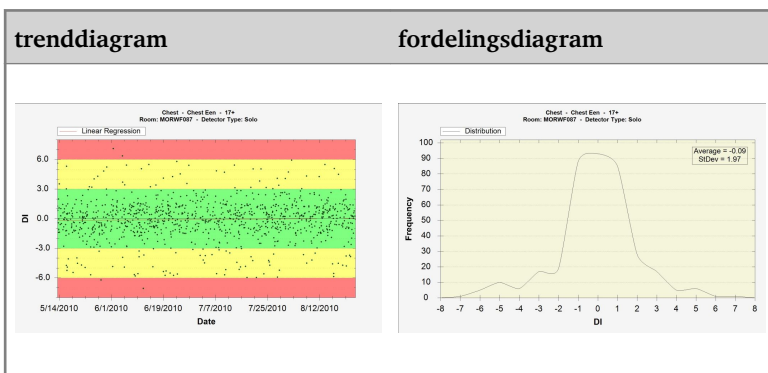 trenddiagram
fordelingsdiagram
Chest - Chest Een - 17+
Room: MORWF087 - Detector Type: Solo
Linear Regression
6.0
3.0
0.0
-3.0
-6.0
DI
5/14/2010 6/1/2010 6/19/2010 7/7/2010 7/25/2010 8/12/2010
Date
Chest - Chest Een - 17+
Room: MORWF087 - Detector Type: Solo
Distribution
Average = -0.09
StDev = 1.97
100
90
80
70
60
50
40
30
20
10
0
Frequency
-8 -7 -6 -5 -4 -3 -2 -1 0 1 2 3 4 5 6 7 8
DI